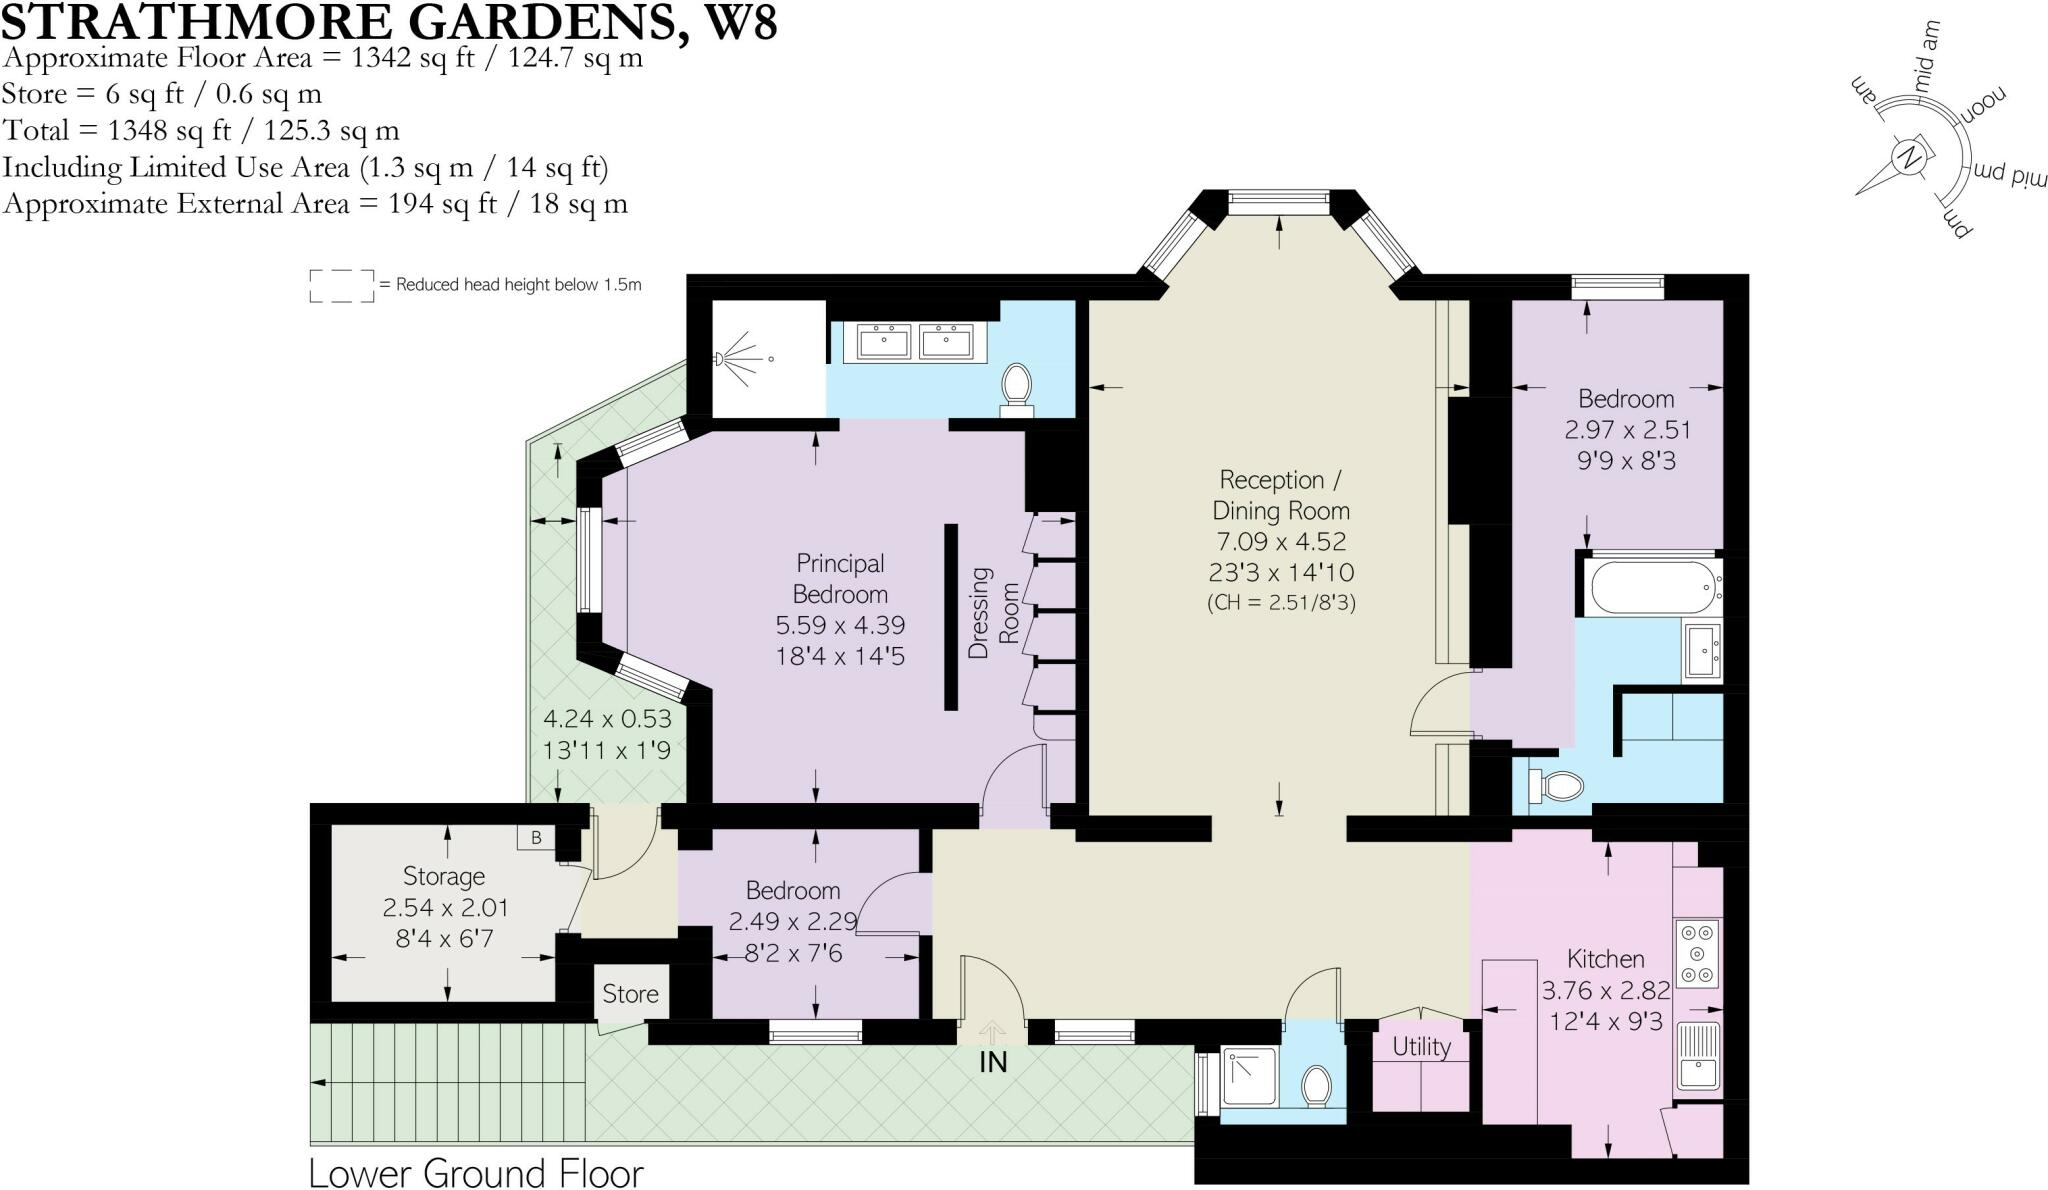 STRATHMORE GARDENS, W8
Approximate Floor Area = 1342 sq ft / 124.7 sq m
Store = 6 sq ft / 0.6 sq m
Total = 1348 sq ft / 125.3 sq m
Including Limited Use Area (1.3 sq m / 14 sq ft)
Approximate External Area = 194 sq ft / 18 sq m
am
mid am
noon
mid pm
pm
N
= Reduced head height below 1.5m
Bedroom
2.97 x 2.51
9'9 x 8'3
Reception /
Dining Room
7.09 x 4.52
23'3 x 14'10
(CH = 2.51/8'3)
Principal
Bedroom
5.59 x 4.39
18'4 x 14'5
Dressing
Room
4.24 x 0.53
13'11 x 1'9
B
Storage
2.54 x 2.01
8'4 x 6'7
Bedroom
2.49 x 2.29
8'2 x 7'6
Store
Kitchen
3.76 x 2.82
12'4 x 9'3
Utility
IN
Lower Ground Floor